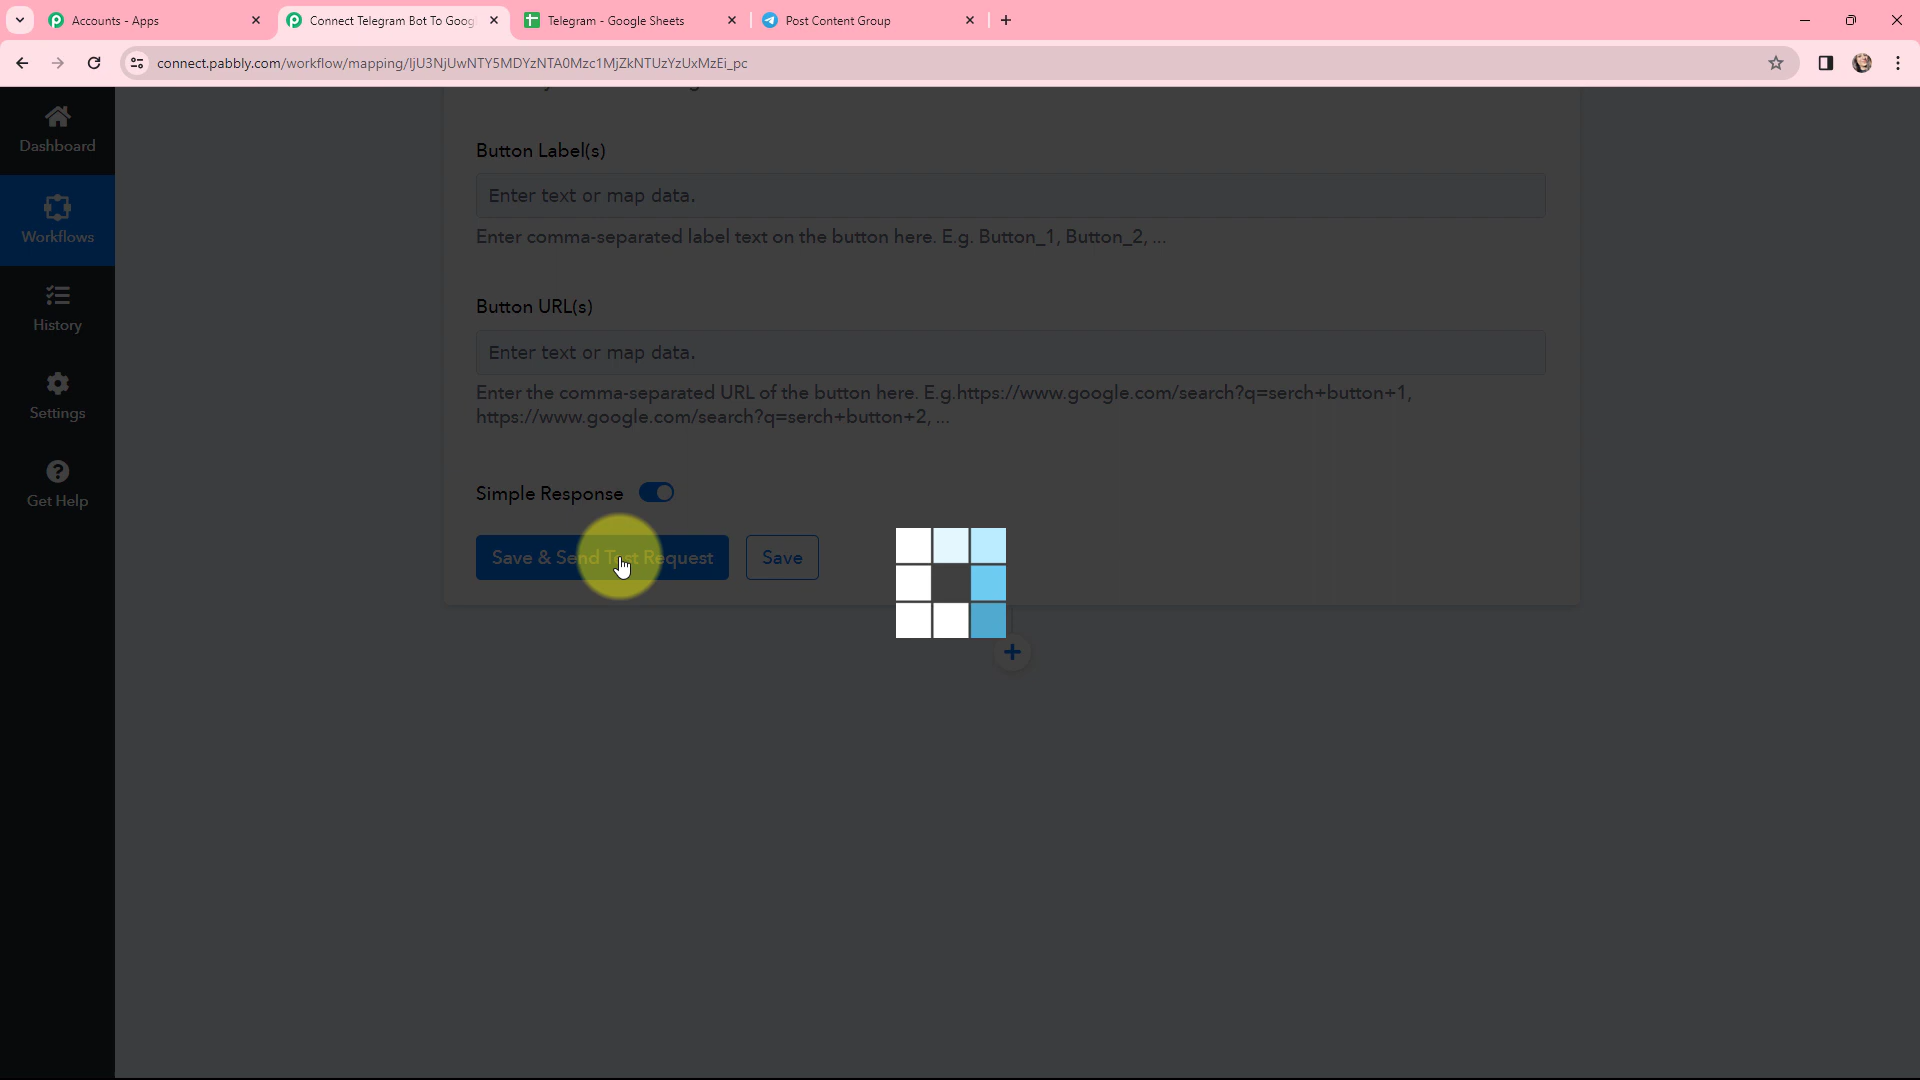 Accounts - Apps
Connect Telegram Bot To Goog
Telegram - Google Sheets
Post Content Group
connect.pabbly.com/workflow/mapping/IjU3NjUwNTY5MDYzNTA0Mzc1MjZkNTUzYzUxMzEi_pc
Dashboard
Workflows
History
Settings
Get Help
Button Label(s)
Enter text or map data.
Enter comma-separated label text on the button here. E.g. Button_1, Button_2, ...
Button URL(s)
Enter text or map data.
Enter the comma-separated URL of the button here. E.g.https://www.google.com/search?q=serch+button+1,
https://www.google.com/search?q=serch+button+2, ...
Simple Response
Save & Send Test Request
Save